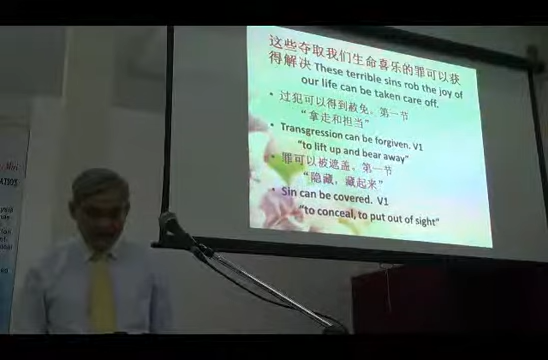 这些夺取我们生命喜乐的罪可以获
得解决 These terrible sins rob the joy of
our life can be taken care off.
• 过犯可以得到赦免。第一节
“拿走和担当”
• Transgression can be forgiven. V1
“to lift up and bear away”
• 罪可以被遮盖。第一节
“隐藏，藏起来”
• Sin can be covered. V1
“to conceal, to put out of sight”